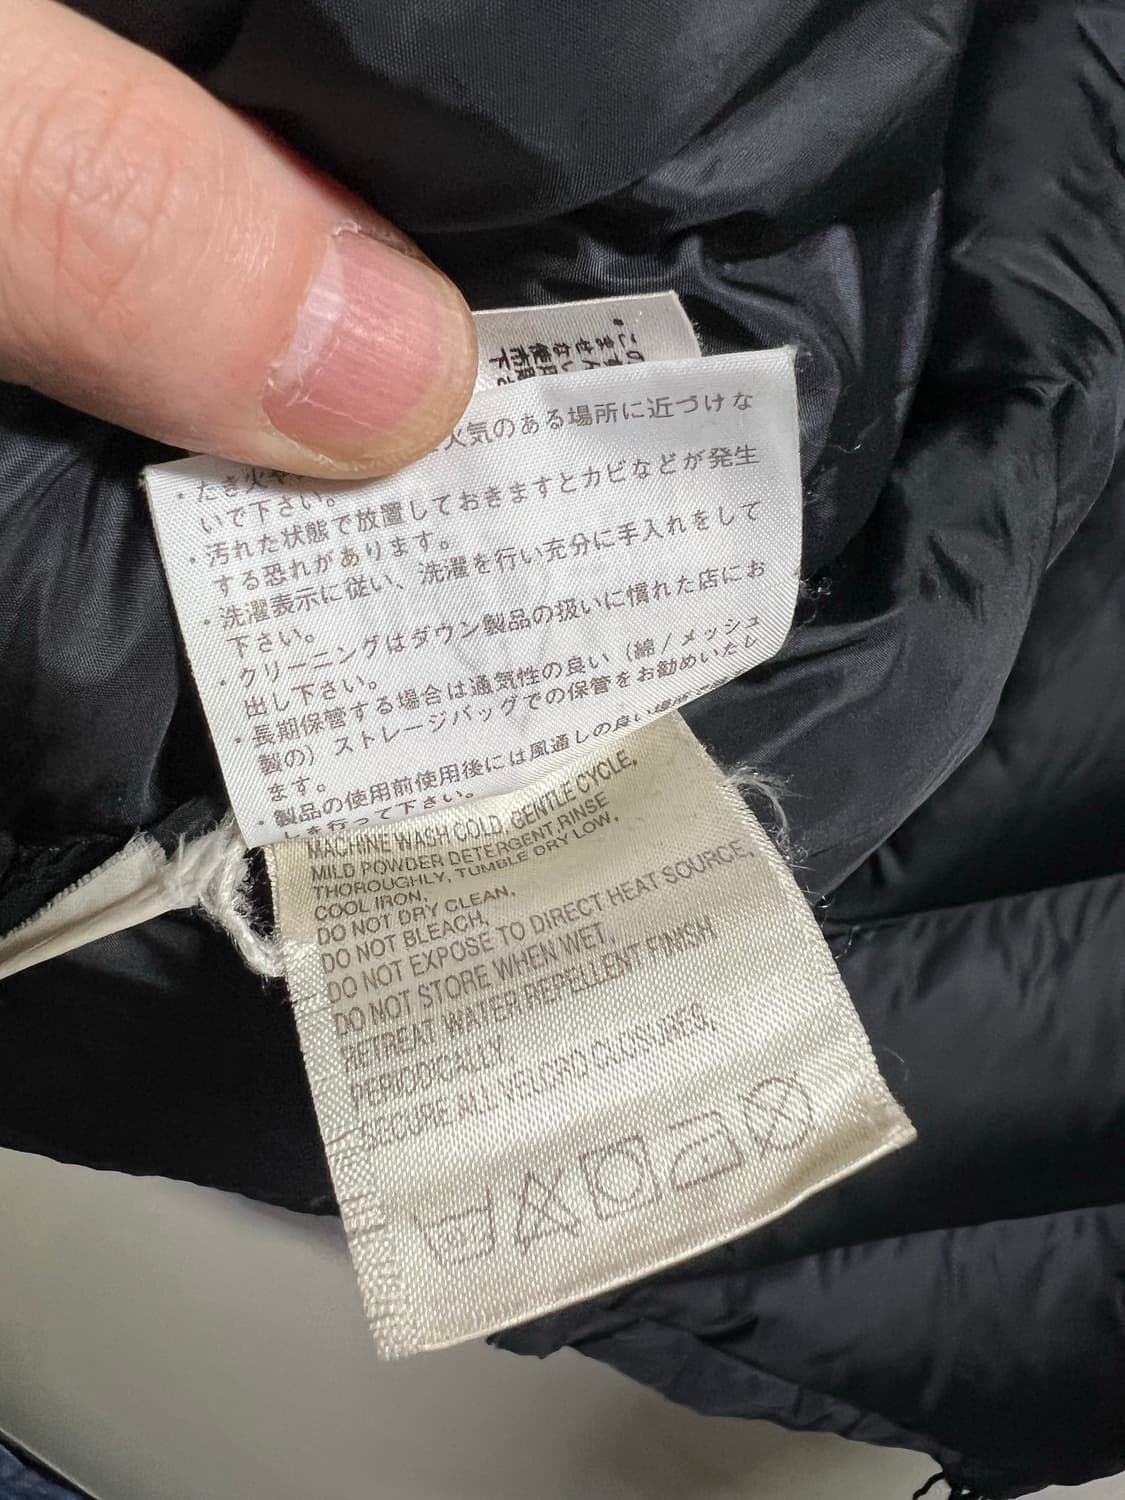 たき火や
火気のある場所に近づけな
いで下さい。
・汚れた状態で放置しておきますとカビなどが発生
する恐れがあります。
・洗濯表示に従い、洗濯を行い充分に手入れをして
下さい。
・クリーニングはダウン製品の扱いに慣れた店にお
出し下さい。
・長期保管する場合は通気性の良い（綿/メッシュ
製の）ストレージバッグでの保管をお勧めいたし
ます。
・製品の使用前使用後には風通しの良い場所
を行って下さい。
MACHINE WASH COLD, GENTLE CYCLE,
MILD POWDER DETERGENT,RINSE
THOROUGHLY, TUMBLE DRY LOW,
COOL IRON,
DO NOT DRY CLEAN,
DO NOT BLEACH,
DO NOT EXPOSE TO DIRECT HEAT SOURCE,
DO NOT STORE WHEN WET,
RETREAT WATER REPELLENT FINISH
PERIODICALLY.
SECURE ALL VELCRO CLOSURES,